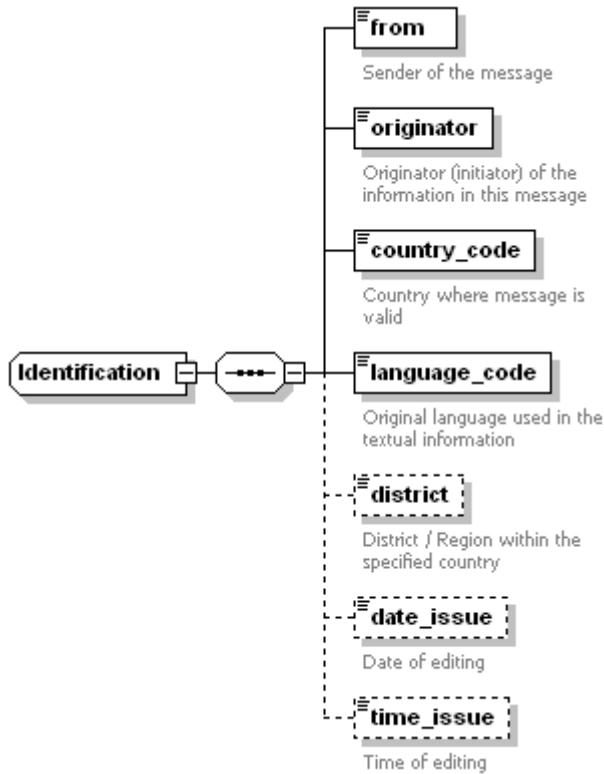 from
Sender of the message
originator
Originator (initiator) of the
information in this message
country_code
Country where message is
valid
Identification
language_code
Original language used in the
textual information
district
District / Region within the
specified country
date_issue
Date of editing
time_issue
Time of editing